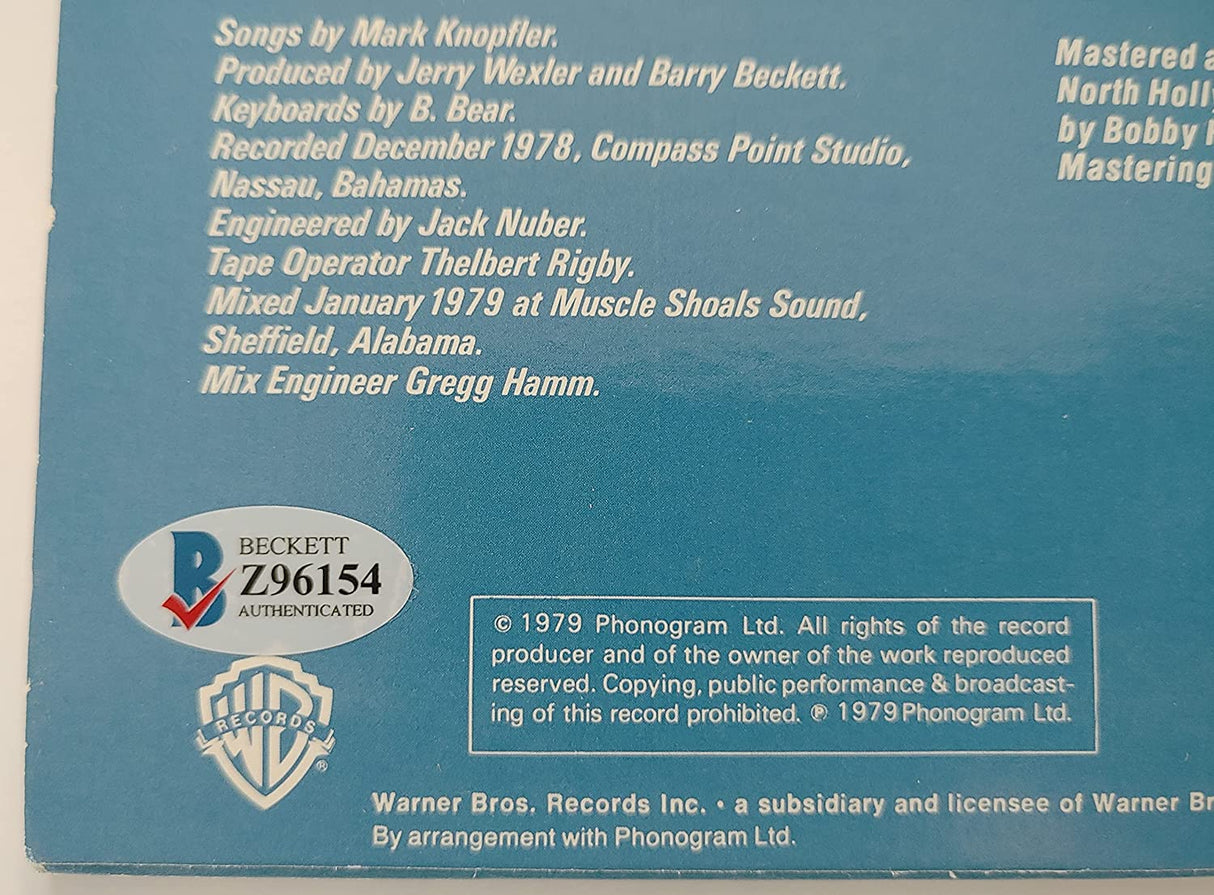 Songs by Mark Knopfler.
Produced by Jerry Wexler and Barry Beckett.
Keyboards by B. Bear.
Recorded December 1978, Compass Point Studio,
Nassau, Bahamas.
Engineered by Jack Nuber.
Tape Operator Thelbert Rigby.
Mixed January 1979 at Muscle Shoals Sound,
Sheffield, Alabama.
Mix Engineer Gregg Hamm.
Mastered
North
by Bobby
Mastering
B
BECKETT
Z96154
AUTHENTICATED
WB
RECORDS
®
© 1979 Phonogram Ltd. All rights of the record
producer and of the owner of the work reproduced
reserved. Copying, public performance & broadcast-
ing of this record prohibited. ℗ 1979 Phonogram Ltd.
Warner Bros. Records Inc. • a subsidiary and licensee of Warner
By arrangement with Phonogram Ltd.